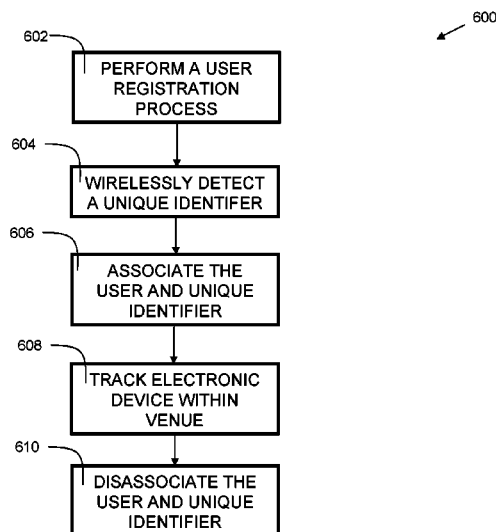 600
602
PERFORM A USER
REGISTRATION
PROCESS
604
WIRELESSLY DETECT
A UNIQUE IDENTIFER
606
ASSOCIATE THE
USER AND UNIQUE
IDENTIFIER
608
TRACK ELECTRONIC
DEVICE WITHIN
VENUE
610
DISASSOCIATE THE
USER AND UNIQUE
IDENTIFIER